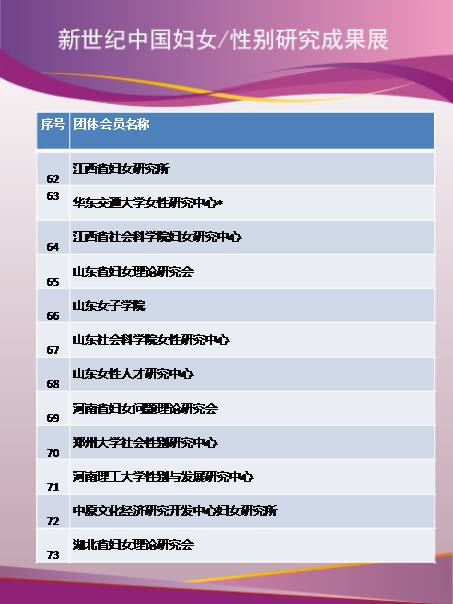 新世纪中国妇女/性别研究成果展
序号 团体会员名称
62 江西省妇女研究所
63 华东交通大学女性研究中心*
64 江西省社会科学院妇女研究中心
65 山东省妇女理论研究会
66 山东女子学院
67 山东社会科学院女性研究中心
68 山东女性人才研究中心
69 河南省妇女问题理论研究会
70 郑州大学社会性别研究中心
71 河南理工大学性别与发展研究中心
72 中原文化经济研究开发中心妇女研究所
73 湖北省妇女理论研究会